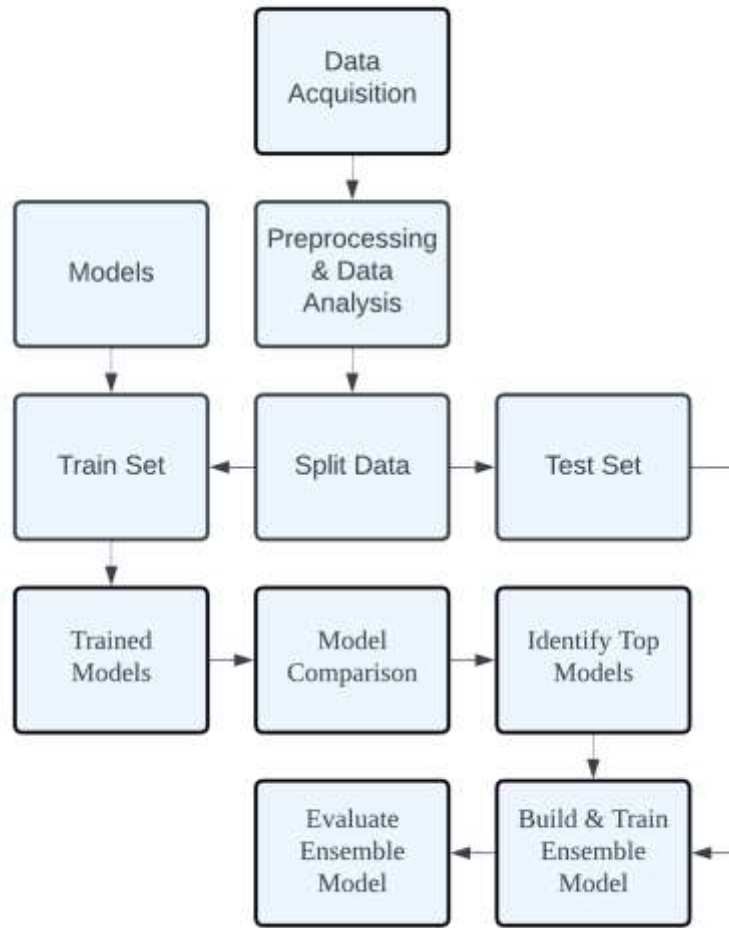 Data
Acquisition
Models
Preprocessing
& Data
Analysis
Train Set
Split Data
Test Set
Trained
Models
Model
Comparison
Identify Top
Models
Evaluate
Ensemble
Model
Build & Train
Ensemble
Model